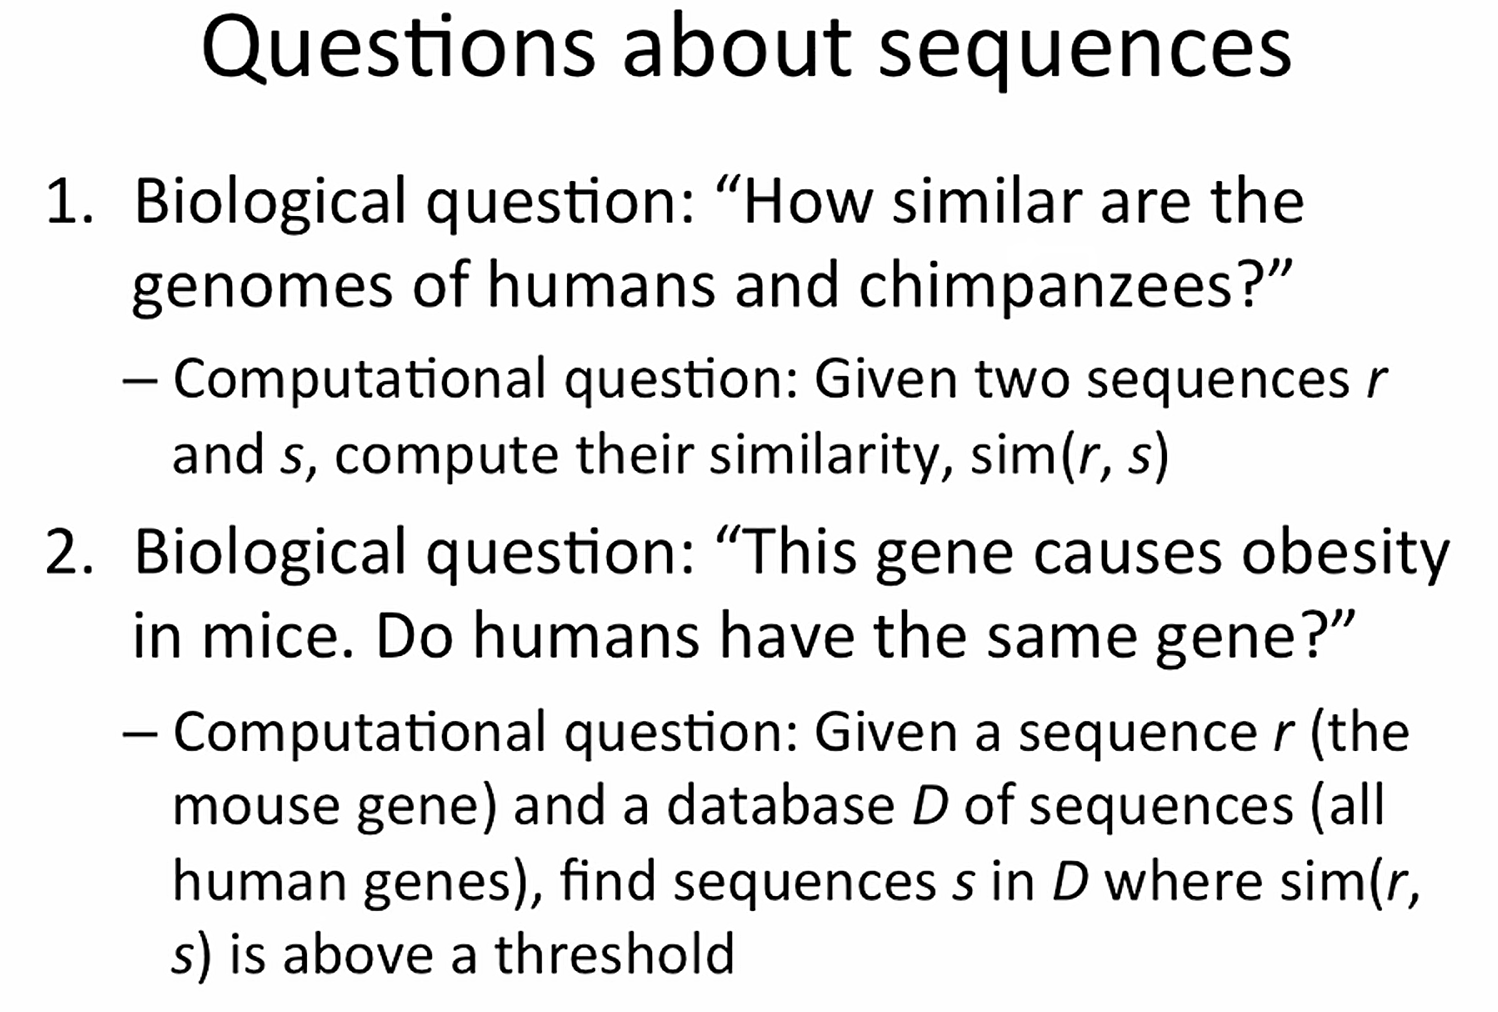 Questions about sequences
1. Biological question: “How similar are the
genomes of humans and chimpanzees?”
– Computational question: Given two sequences r
and s, compute their similarity, sim(r, s)
2. Biological question: “This gene causes obesity
in mice. Do humans have the same gene?”
– Computational question: Given a sequence r (the
mouse gene) and a database D of sequences (all
human genes), find sequences s in D where sim(r,
s) is above a threshold